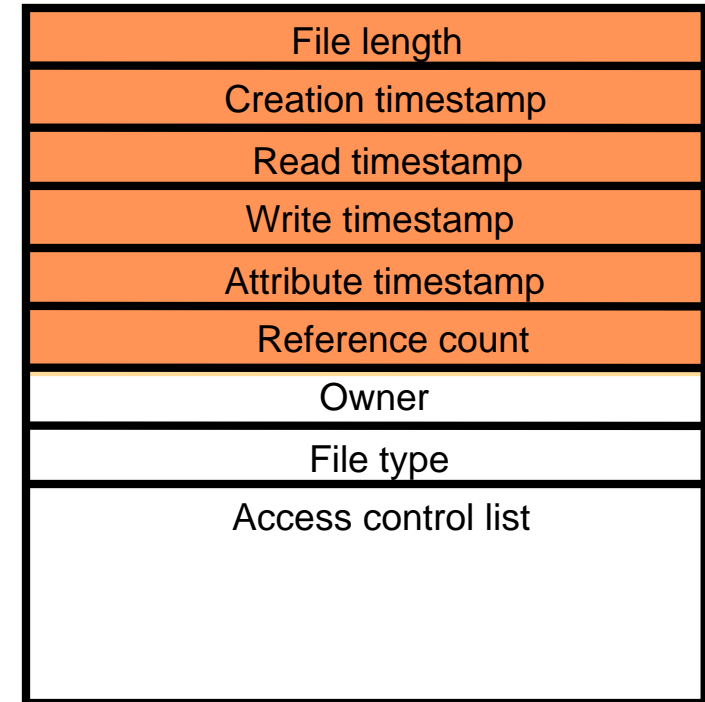 File length
Creation timestamp
Read timestamp
Write timestamp
Attribute timestamp
Reference count
Owner
File type
Access control list